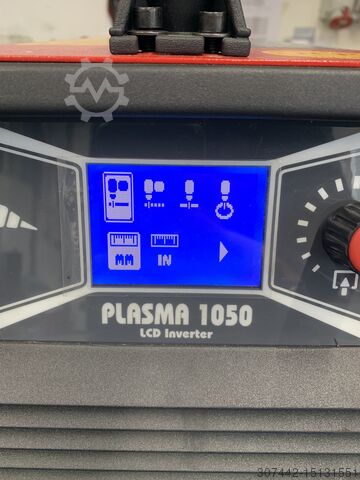 MM IN
PLASMA 1050
LCD Inverter
307442-15131551